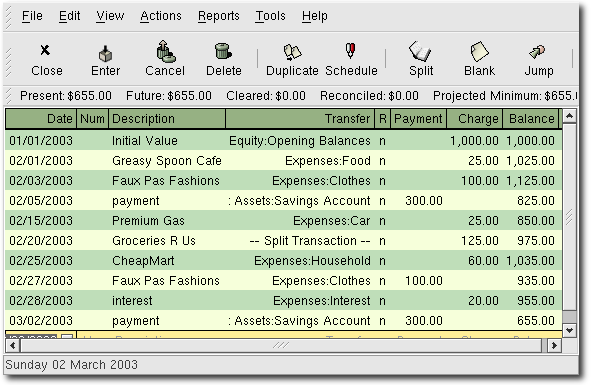 File Edit View Actions Reports Tools Help
Close Enter Cancel Delete Duplicate Schedule Split Blank Jump
Present: $655.00 Future: $655.00 Cleared: $0.00 Reconciled: $0.00 Projected Minimum: $655.
Date Num Description Transfer R Payment Charge Balance
01/01/2003 Initial Value Equity:Opening Balances n 1,000.00 1,000.00
02/01/2003 Greasy Spoon Cafe Expenses:Food n 25.00 1,025.00
02/03/2003 Faux Pas Fashions Expenses:Clothes n 100.00 1,125.00
02/05/2003 payment : Assets:Savings Account n 300.00 825.00
02/15/2003 Premium Gas Expenses:Car n 25.00 850.00
02/20/2003 Groceries R Us -- Split Transaction -- n 125.00 975.00
02/25/2003 CheapMart Expenses:Household n 60.00 1,035.00
02/27/2003 Faux Pas Fashions Expenses:Clothes n 100.00 935.00
02/28/2003 interest Expenses:Interest n 20.00 955.00
03/02/2003 payment : Assets:Savings Account n 300.00 655.00
Sunday 02 March 2003